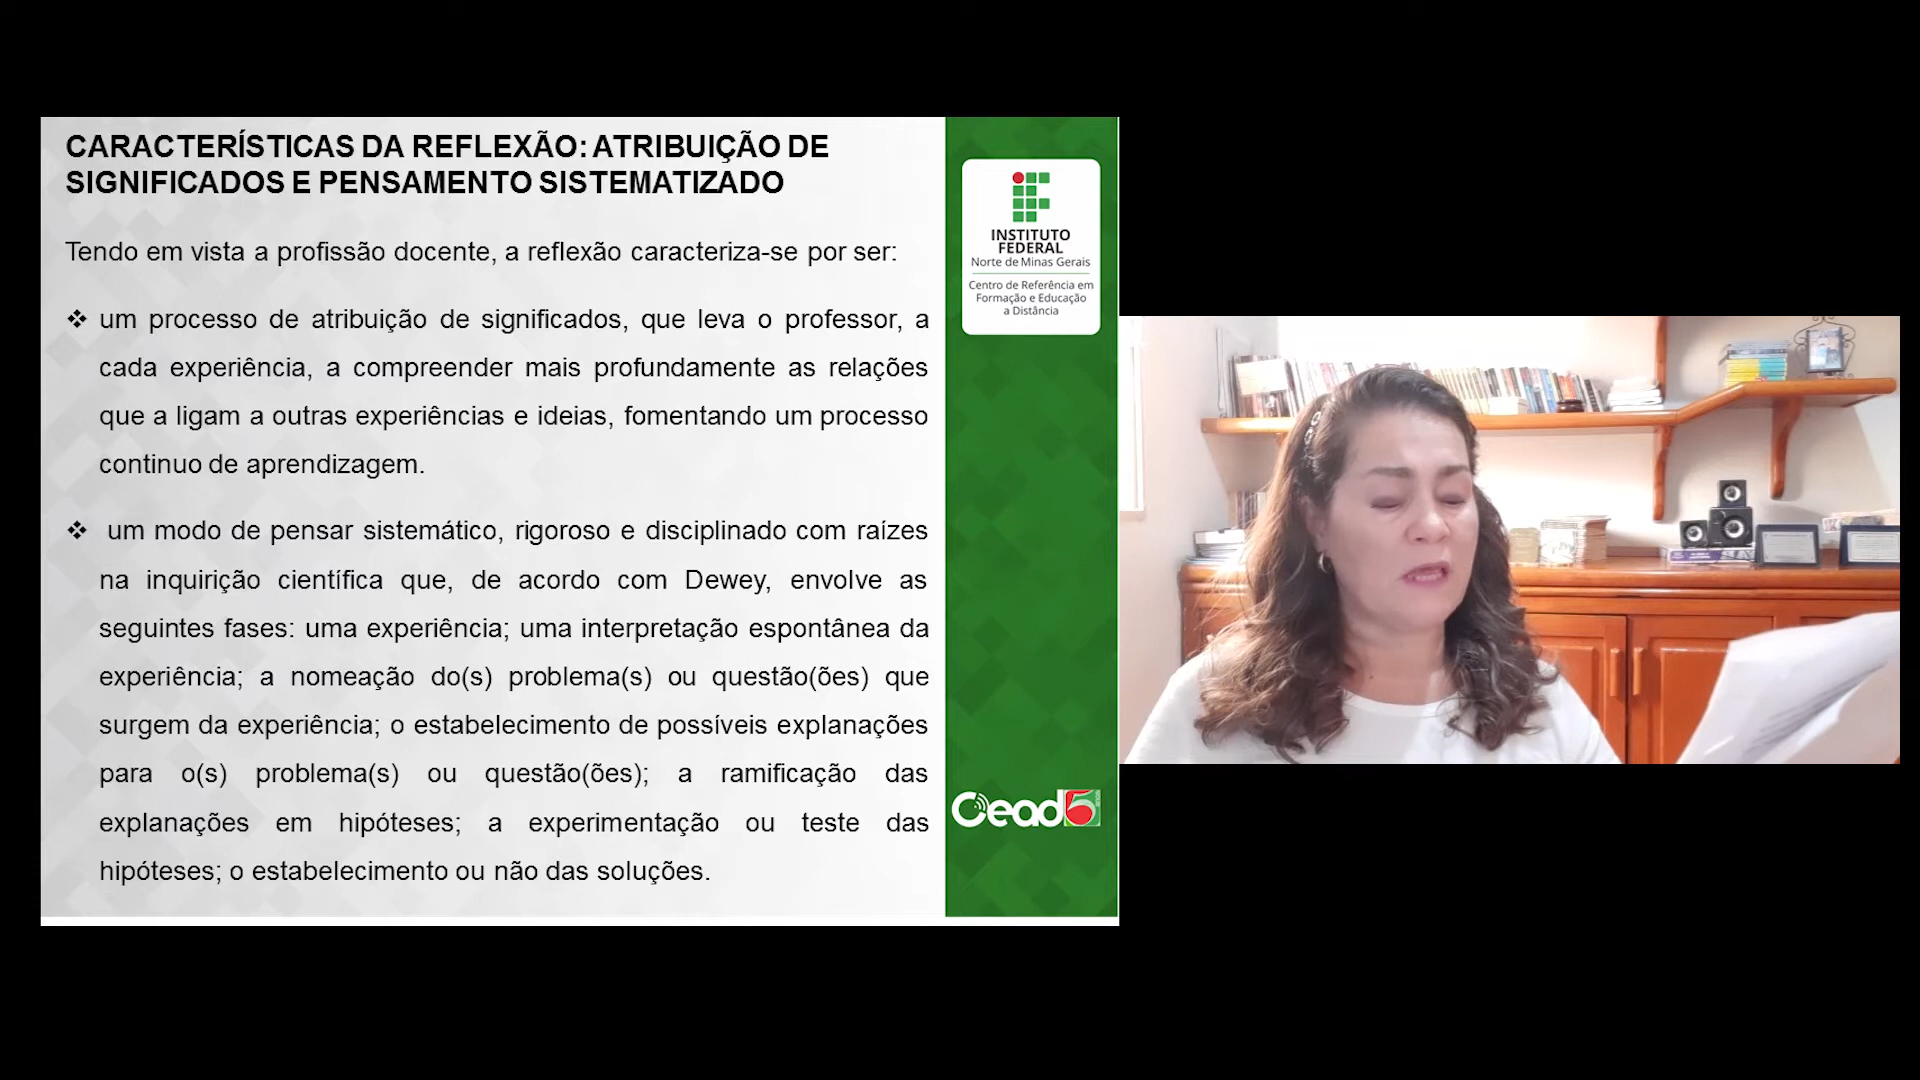 CARACTERÍSTICAS DA REFLEXÃO: ATRIBUIÇÃO DE
SIGNIFICADOS E PENSAMENTO SISTEMATIZADO
Tendo em vista a profissão docente, a reflexão caracteriza-se por ser:
❖ um processo de atribuição de significados, que leva o professor, a
cada experiência, a compreender mais profundamente as relações
que a ligam a outras experiências e ideias, fomentando um processo
continuo de aprendizagem.
❖ um modo de pensar sistemático, rigoroso e disciplinado com raízes
na inquirição científica que, de acordo com Dewey, envolve as
seguintes fases: uma experiência; uma interpretação espontânea da
experiência; a nomeação do(s) problema(s) ou questão(ões) que
surgem da experiência; o estabelecimento de possíveis explanações
para o(s) problema(s) ou questão(ões); a ramificação das
explanações em hipóteses; a experimentação ou teste das
hipóteses; o estabelecimento ou não das soluções.
INSTITUTO
FEDERAL
Norte de Minas Gerais
Centro de Referência em
Formação e Educação
a Distância
Cead5